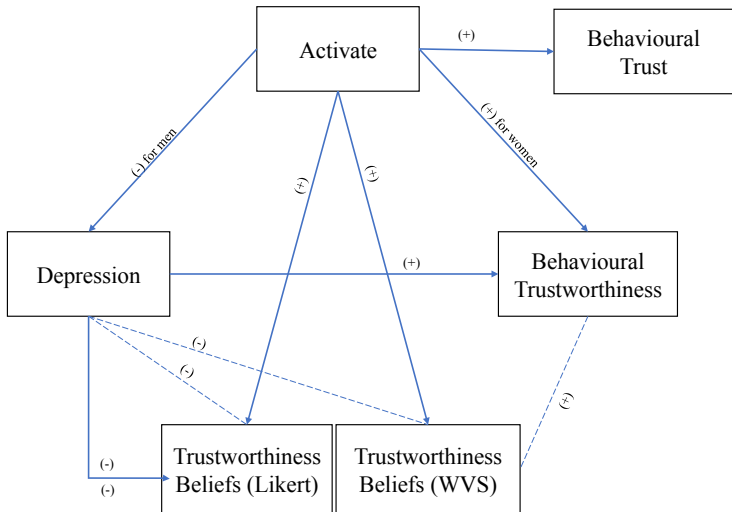 Activate
(+)
Behavioural
Trust
(-) for men
(+)
(+)
(+) for women
Depression
(+)
Behavioural
Trustworthiness
(-)
(-)
(+)
Trustworthiness
Beliefs (Likert)
Trustworthiness
Beliefs (WVS)
(-)
(-)